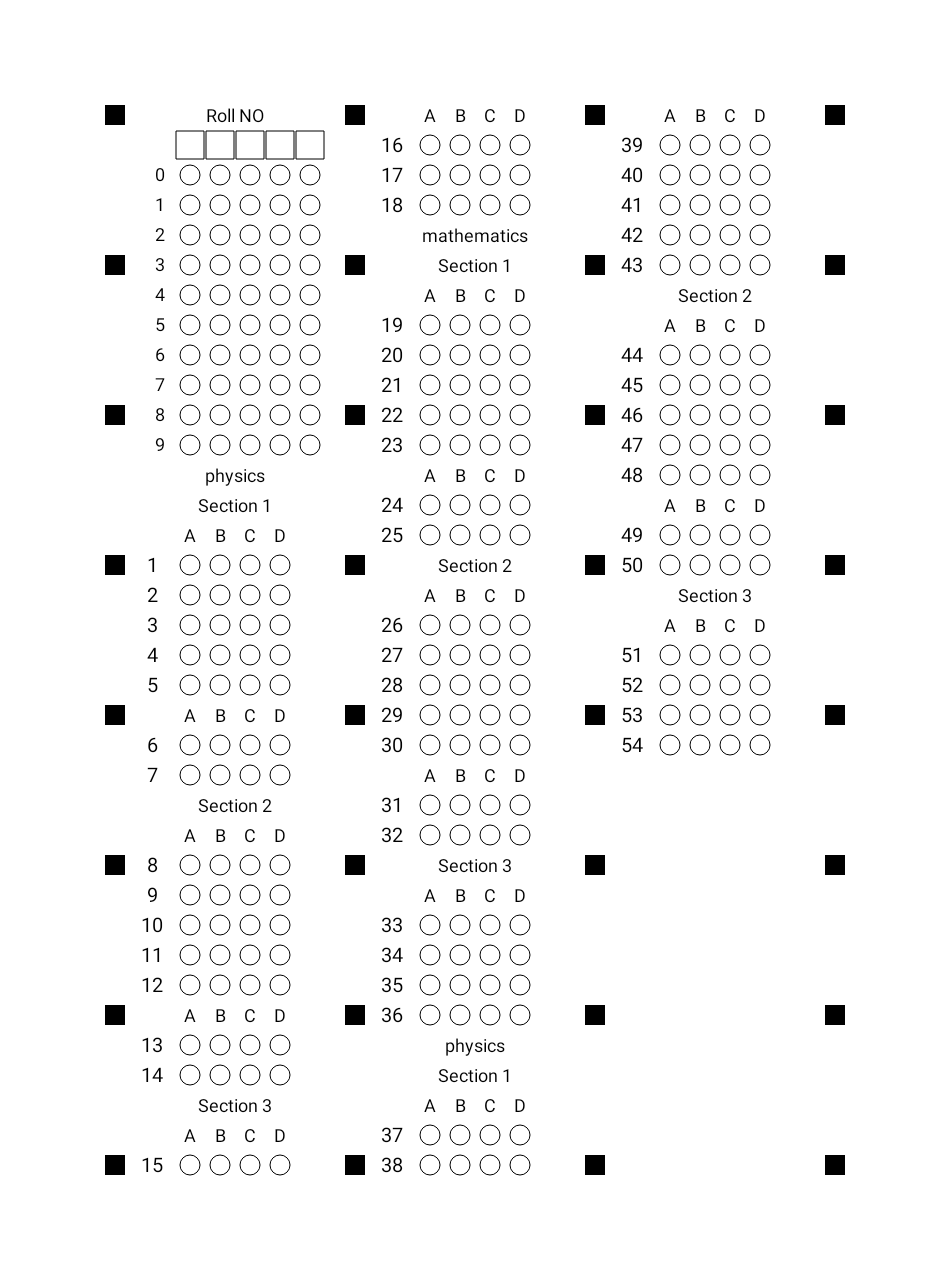 Roll NO
0
1
2
3
4
5
6
7
8
9
physics
Section 1
A B C D
1
2
3
4
5
A B C D
6
7
Section 2
A B C D
8
9
10
11
12
A B C D
13
14
Section 3
A B C D
15
A B C D
16
17
18
mathematics
Section 1
A B C D
19
20
21
22
23
A B C D
24
25
Section 2
A B C D
26
27
28
29
30
A B C D
31
32
Section 3
A B C D
33
34
35
36
physics
Section 1
A B C D
37
38
A B C D
39
40
41
42
43
Section 2
A B C D
44
45
46
47
48
A B C D
49
50
Section 3
A B C D
51
52
53
54